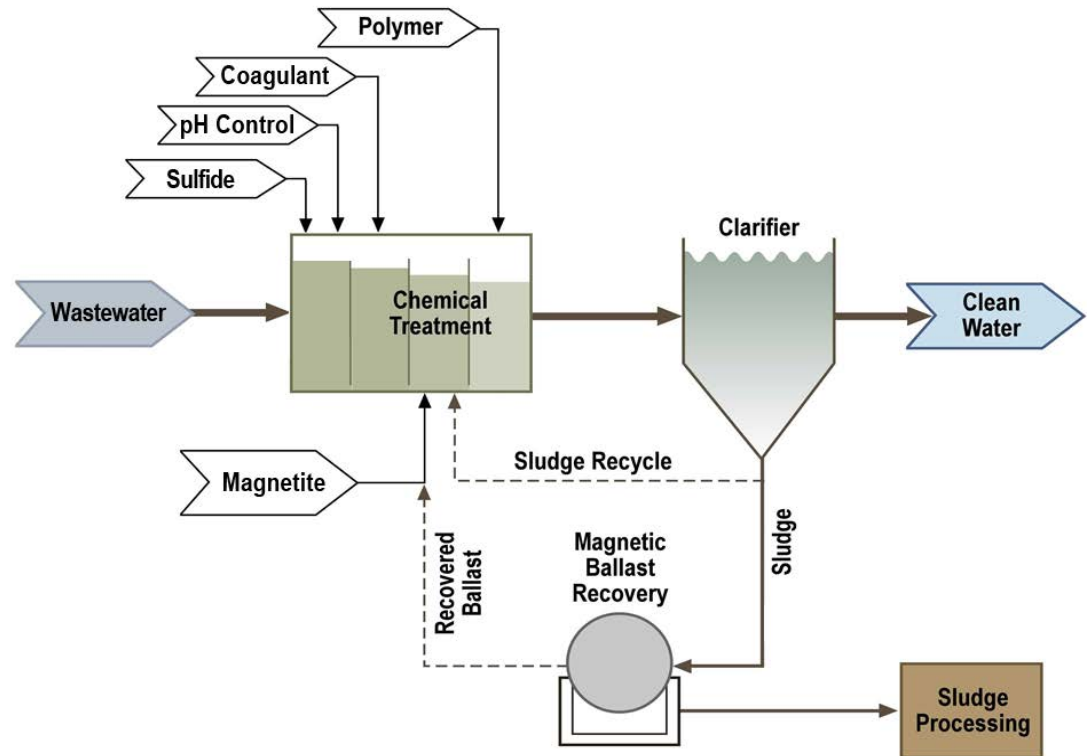 Polymer
Coagulant
pH Control
Sulfide
Clarifier
Wastewater
Chemical
Treatment
Clean
Water
Sludge Recycle
Magnetite
Recovered
Ballast
Magnetic
Ballast
Recovery
Sludge
Sludge
Processing